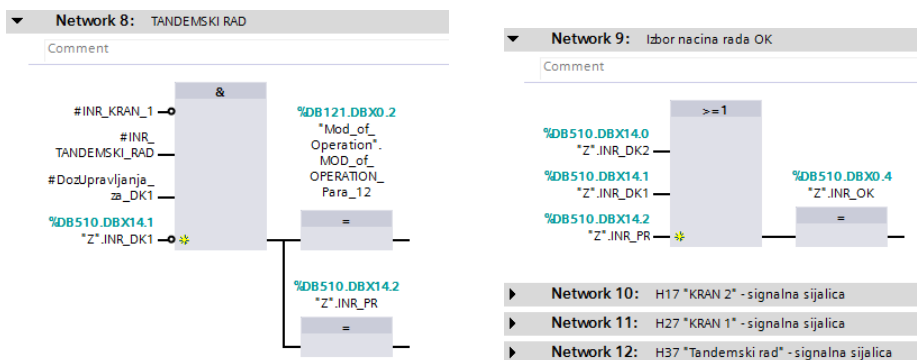 Network 8: TANDEMSKI RAD
Comment
&
#INR_KRAN_1
#INR_
TANDEMSKI_RAD
#DozUpravljanja_
za_DK1
%DB510.DBX14.1
"Z".INR_DK1
%DB121.DBX0.2
"Mod_of_
Operation".
MOD_of_
OPERATION_
Para_12
=
%DB510.DBX14.2
"Z".INR_PR
=
Network 9: Izbor nacina rada OK
Comment
>=1
%DB510.DBX14.0
"Z".INR_DK2
%DB510.DBX14.1
"Z".INR_DK1
%DB510.DBX14.2
"Z".INR_PR
%DB510.DBX0.4
"Z".INR_OK
=
Network 10: H17 "KRAN 2" - signalna sijalica
Network 11: H27 "KRAN 1" - signalna sijalica
Network 12: H37 "Tandemski rad" - signalna sijalica